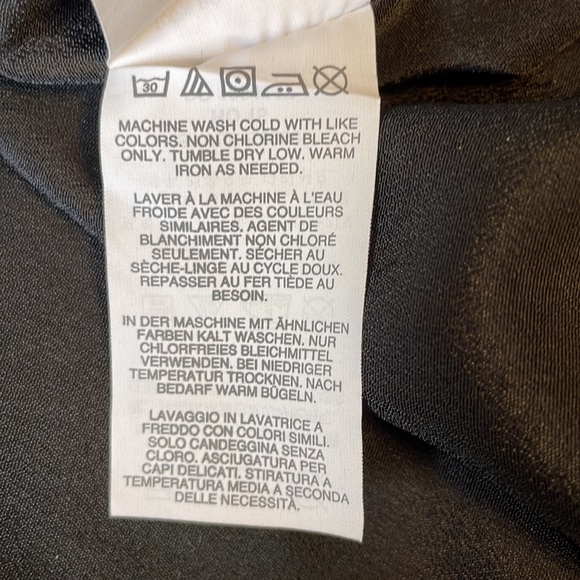 30
MACHINE WASH COLD WITH LIKE
COLORS. NON CHLORINE BLEACH
ONLY. TUMBLE DRY LOW. WARM
IRON AS NEEDED.
LAVER À LA MACHINE À L'EAU
FROIDE AVEC DES COULEURS
SIMILAIRES. AGENT DE
BLANCHIMENT NON CHLORÉ
SEULEMENT. SÉCHER AU
SÈCHE-LINGE AU CYCLE DOUX.
REPASSER AU FER TIÈDE AU
BESOIN.
IN DER MASCHINE MIT ÄHNLICHEN
FARBEN KALT WASCHEN. NUR
CHLORFREIES BLEICHMITTEL
VERWENDEN. BEI NIEDRIGER
TEMPERATUR TROCKNEN. NACH
BEDARF WARM BÜGELN.
LAVAGGIO IN LAVATRICE A
FREDDO CON COLORI SIMILI.
SOLO CANDEGGINA SENZA
CLORO. ASCIUGATURA PER
CAPI DELICATI. STIRATURA A
TEMPERATURA MEDIA A SECONDA
DELLE NECESSITÀ.